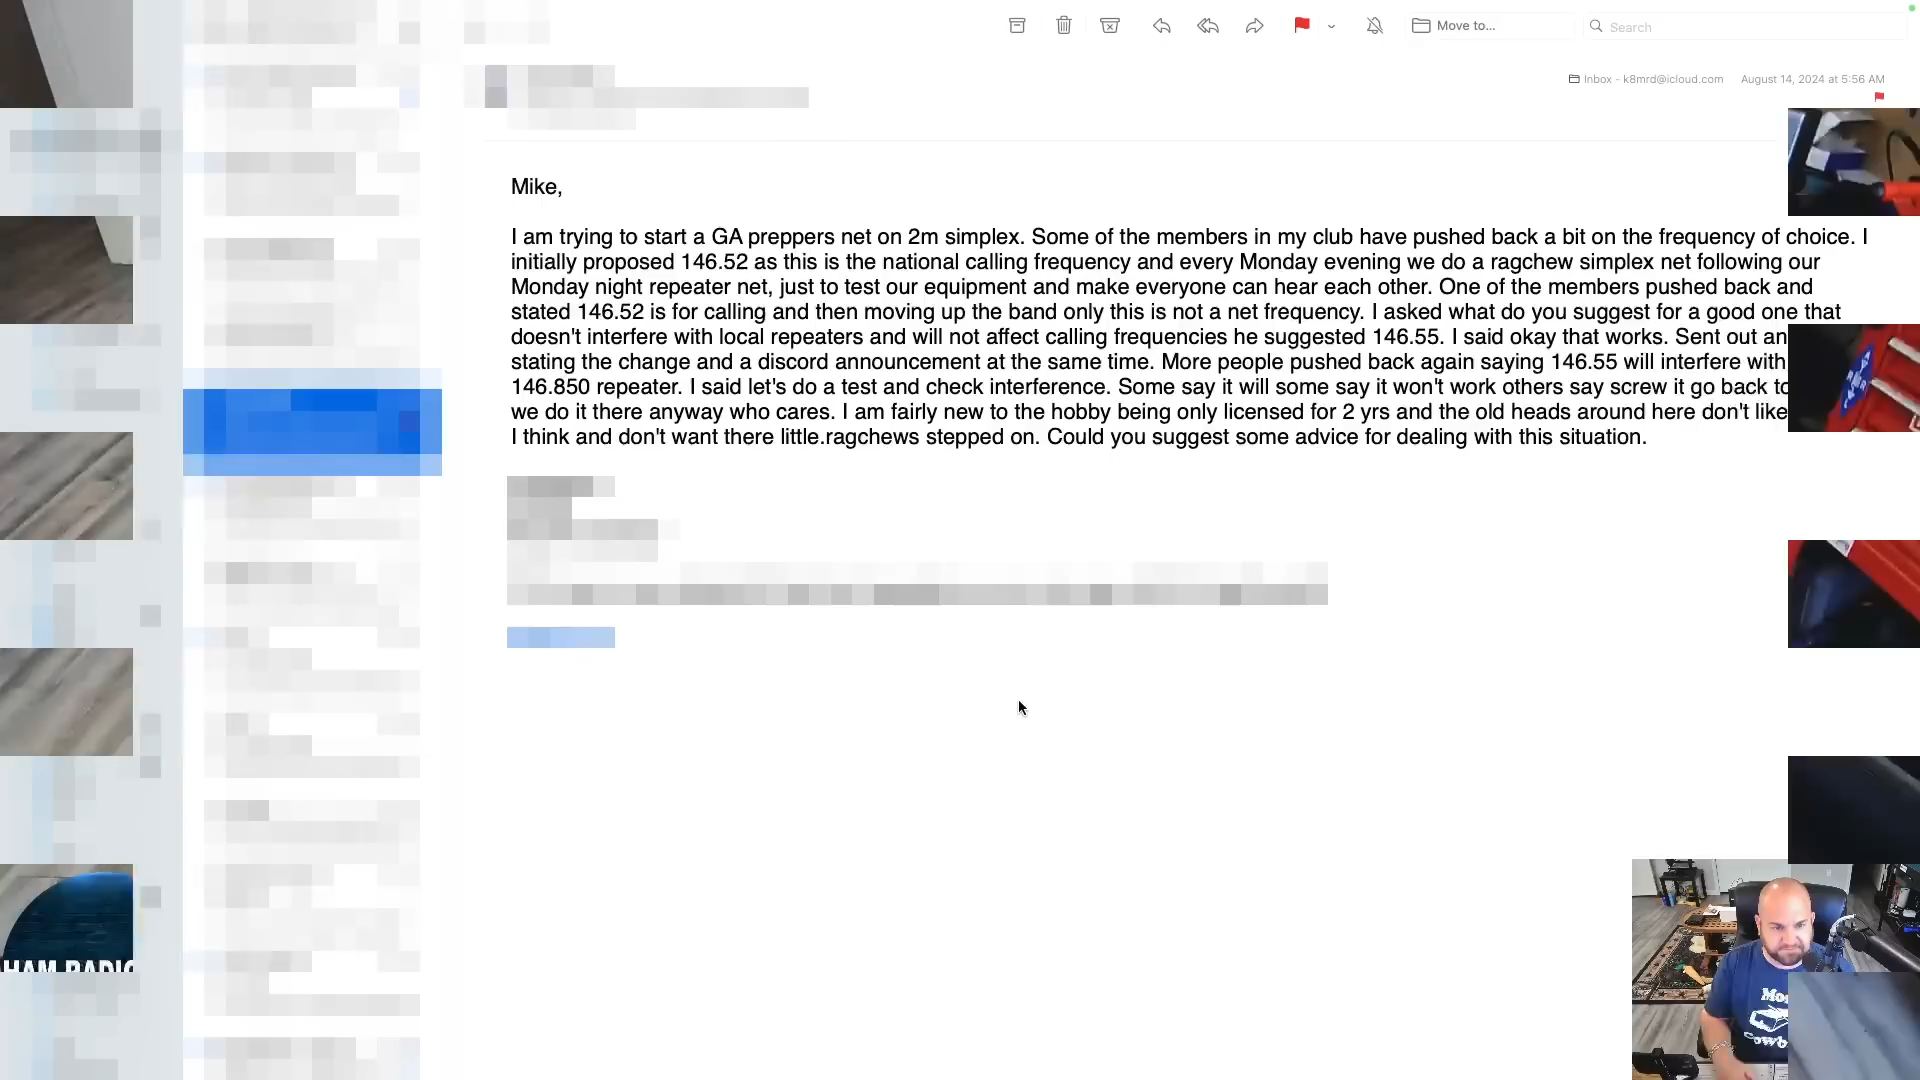 Move to...
Search
Inbox - k8mrd@icloud.com August 14, 2024 at 5:56 AM
Mike,
I am trying to start a GA preppers net on 2m simplex. Some of the members in my club have pushed back a bit on the frequency of choice. I
initially proposed 146.52 as this is the national calling frequency and every Monday evening we do a ragchew simplex net following our
Monday night repeater net, just to test our equipment and make everyone can hear each other. One of the members pushed back and
stated 146.52 is for calling and then moving up the band only this is not a net frequency. I asked what do you suggest for a good one that
doesn't interfere with local repeaters and will not affect calling frequencies he suggested 146.55. I said okay that works. Sent out an
stating the change and a discord announcement at the same time. More people pushed back again saying 146.55 will interfere with
146.850 repeater. I said let's do a test and check interference. Some say it will some say it won't work others say screw it go back to
we do it there anyway who cares. I am fairly new to the hobby being only licensed for 2 yrs and the old heads around here don't like
I think and don't want there little.ragchews stepped on. Could you suggest some advice for dealing with this situation.
HAM RADIO